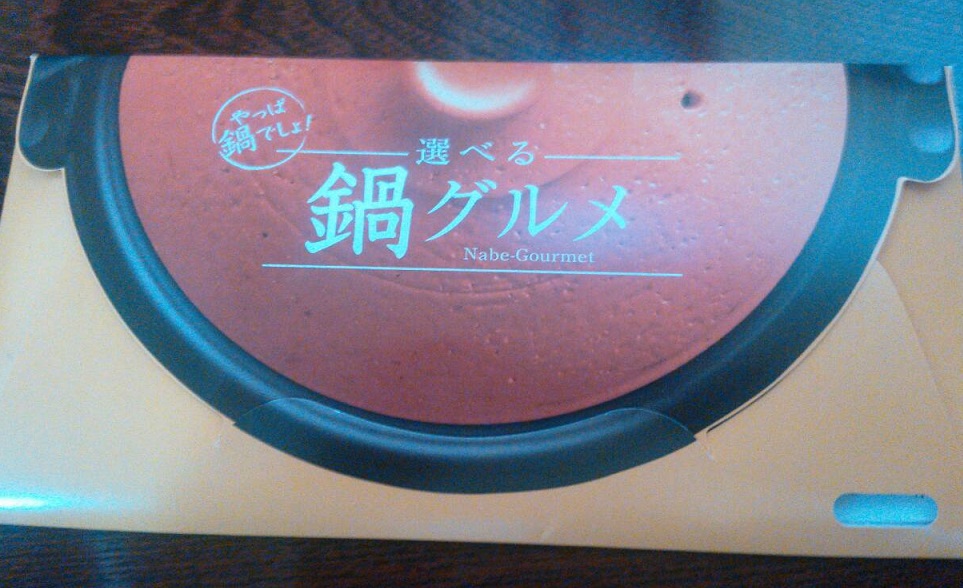 やっぱ
鍋でしょ!
選べる
鍋グルメ
Nabe-Gourmet